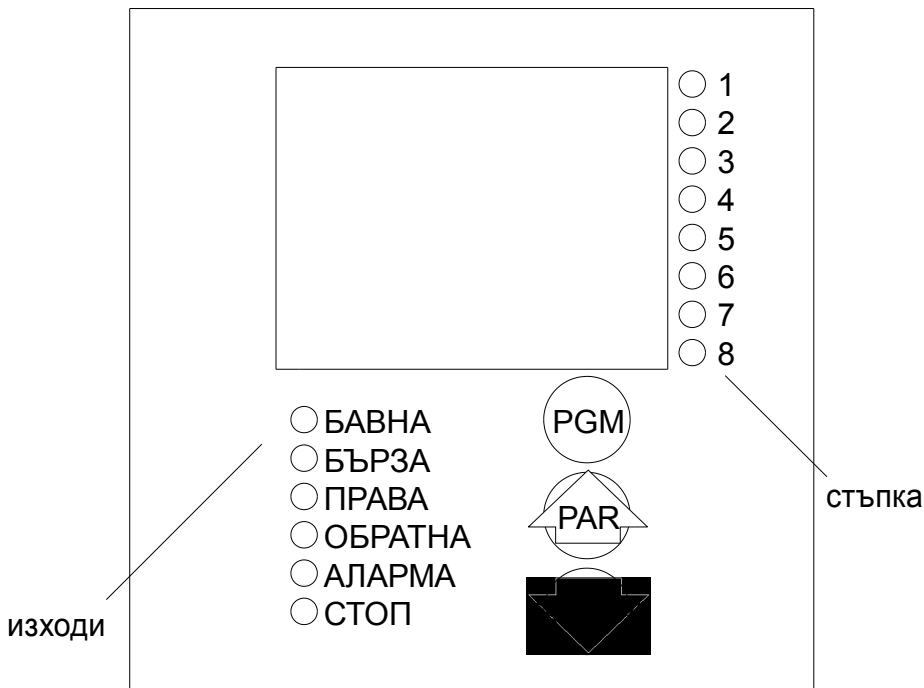 1
2
3
4
5
6
7
8
БАВНА
БЪРЗА
ПРАВА
ОБРАТНА
АЛАРМА
СТОП
PGM
PAR
стъпка
изходи